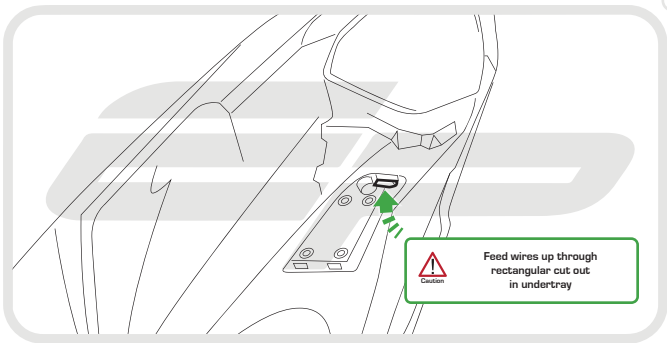 Caution
Feed wires up through
rectangular cut out
in undertray